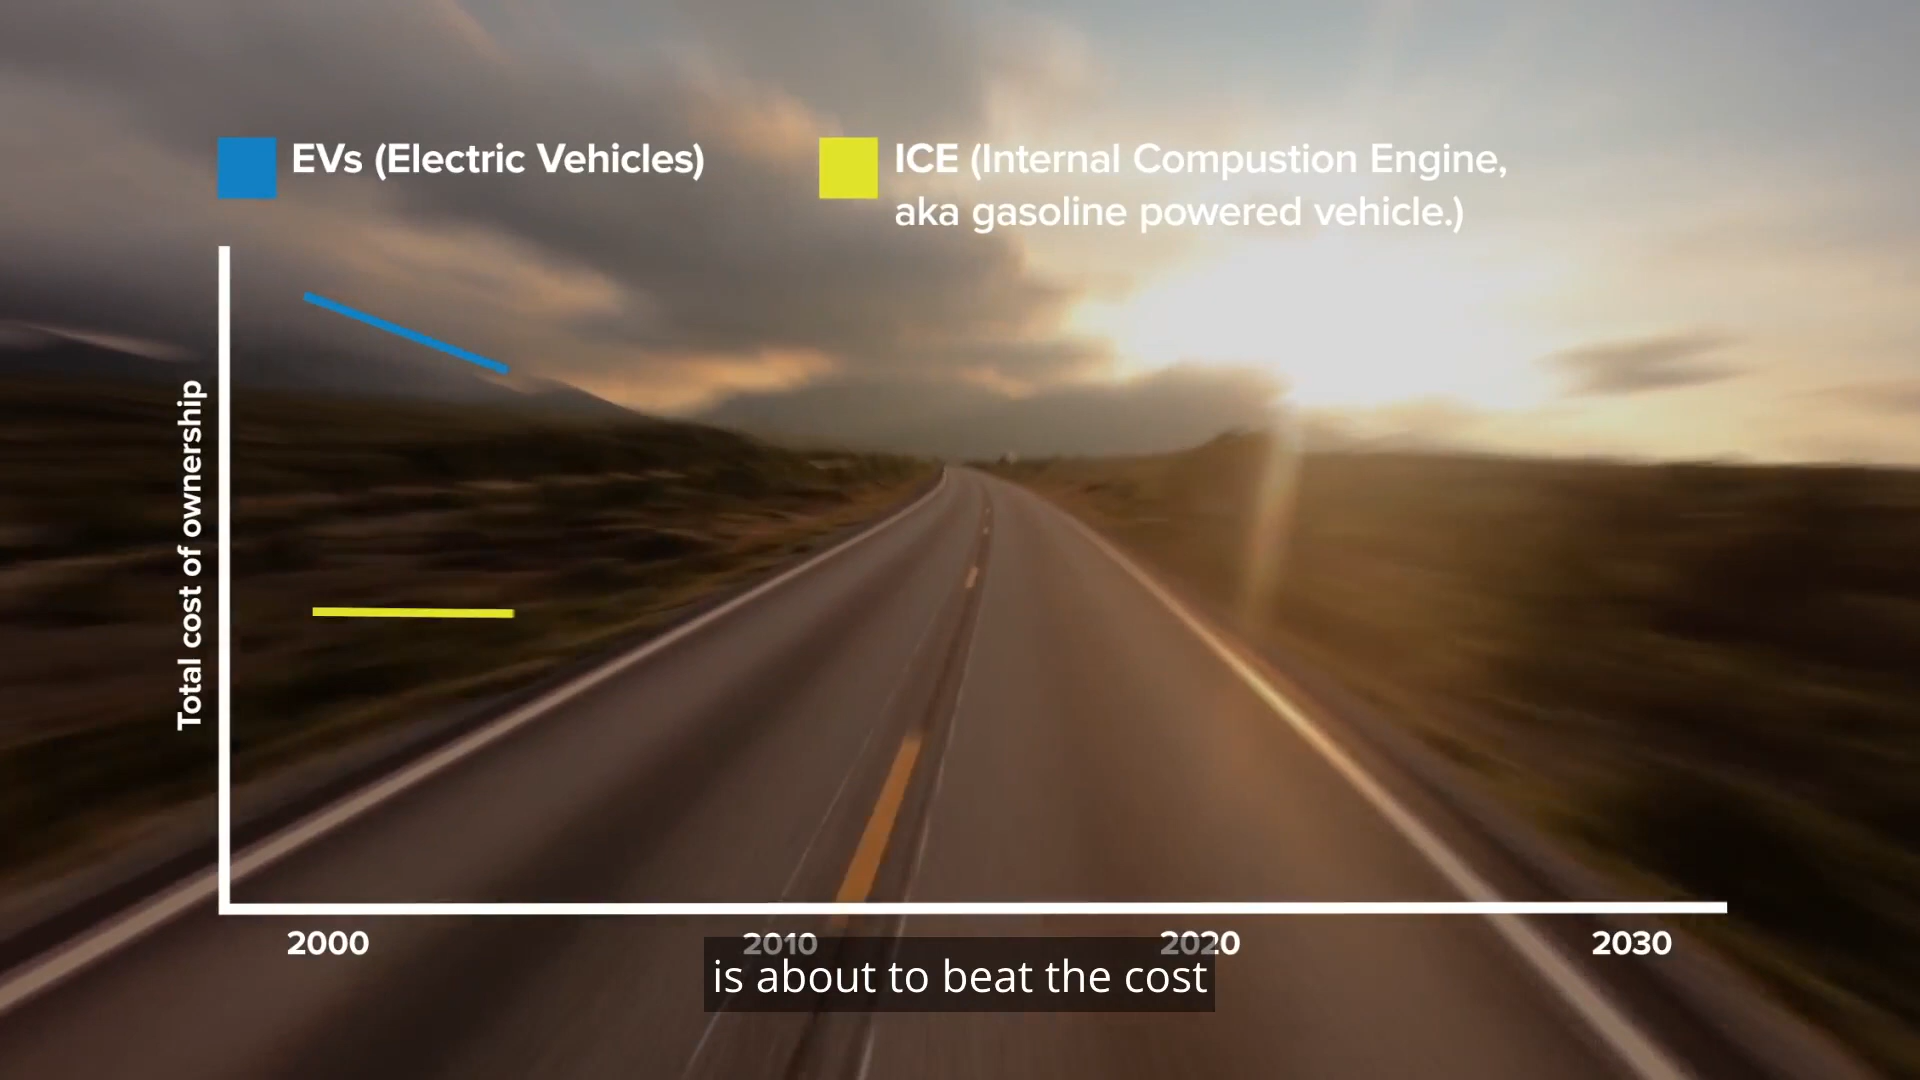 EVs (Electric Vehicles)
ICE (Internal Compustion Engine,
aka gasoline powered vehicle.)
Total cost of ownership
2000
2010
2020
2030
is about to beat the cost